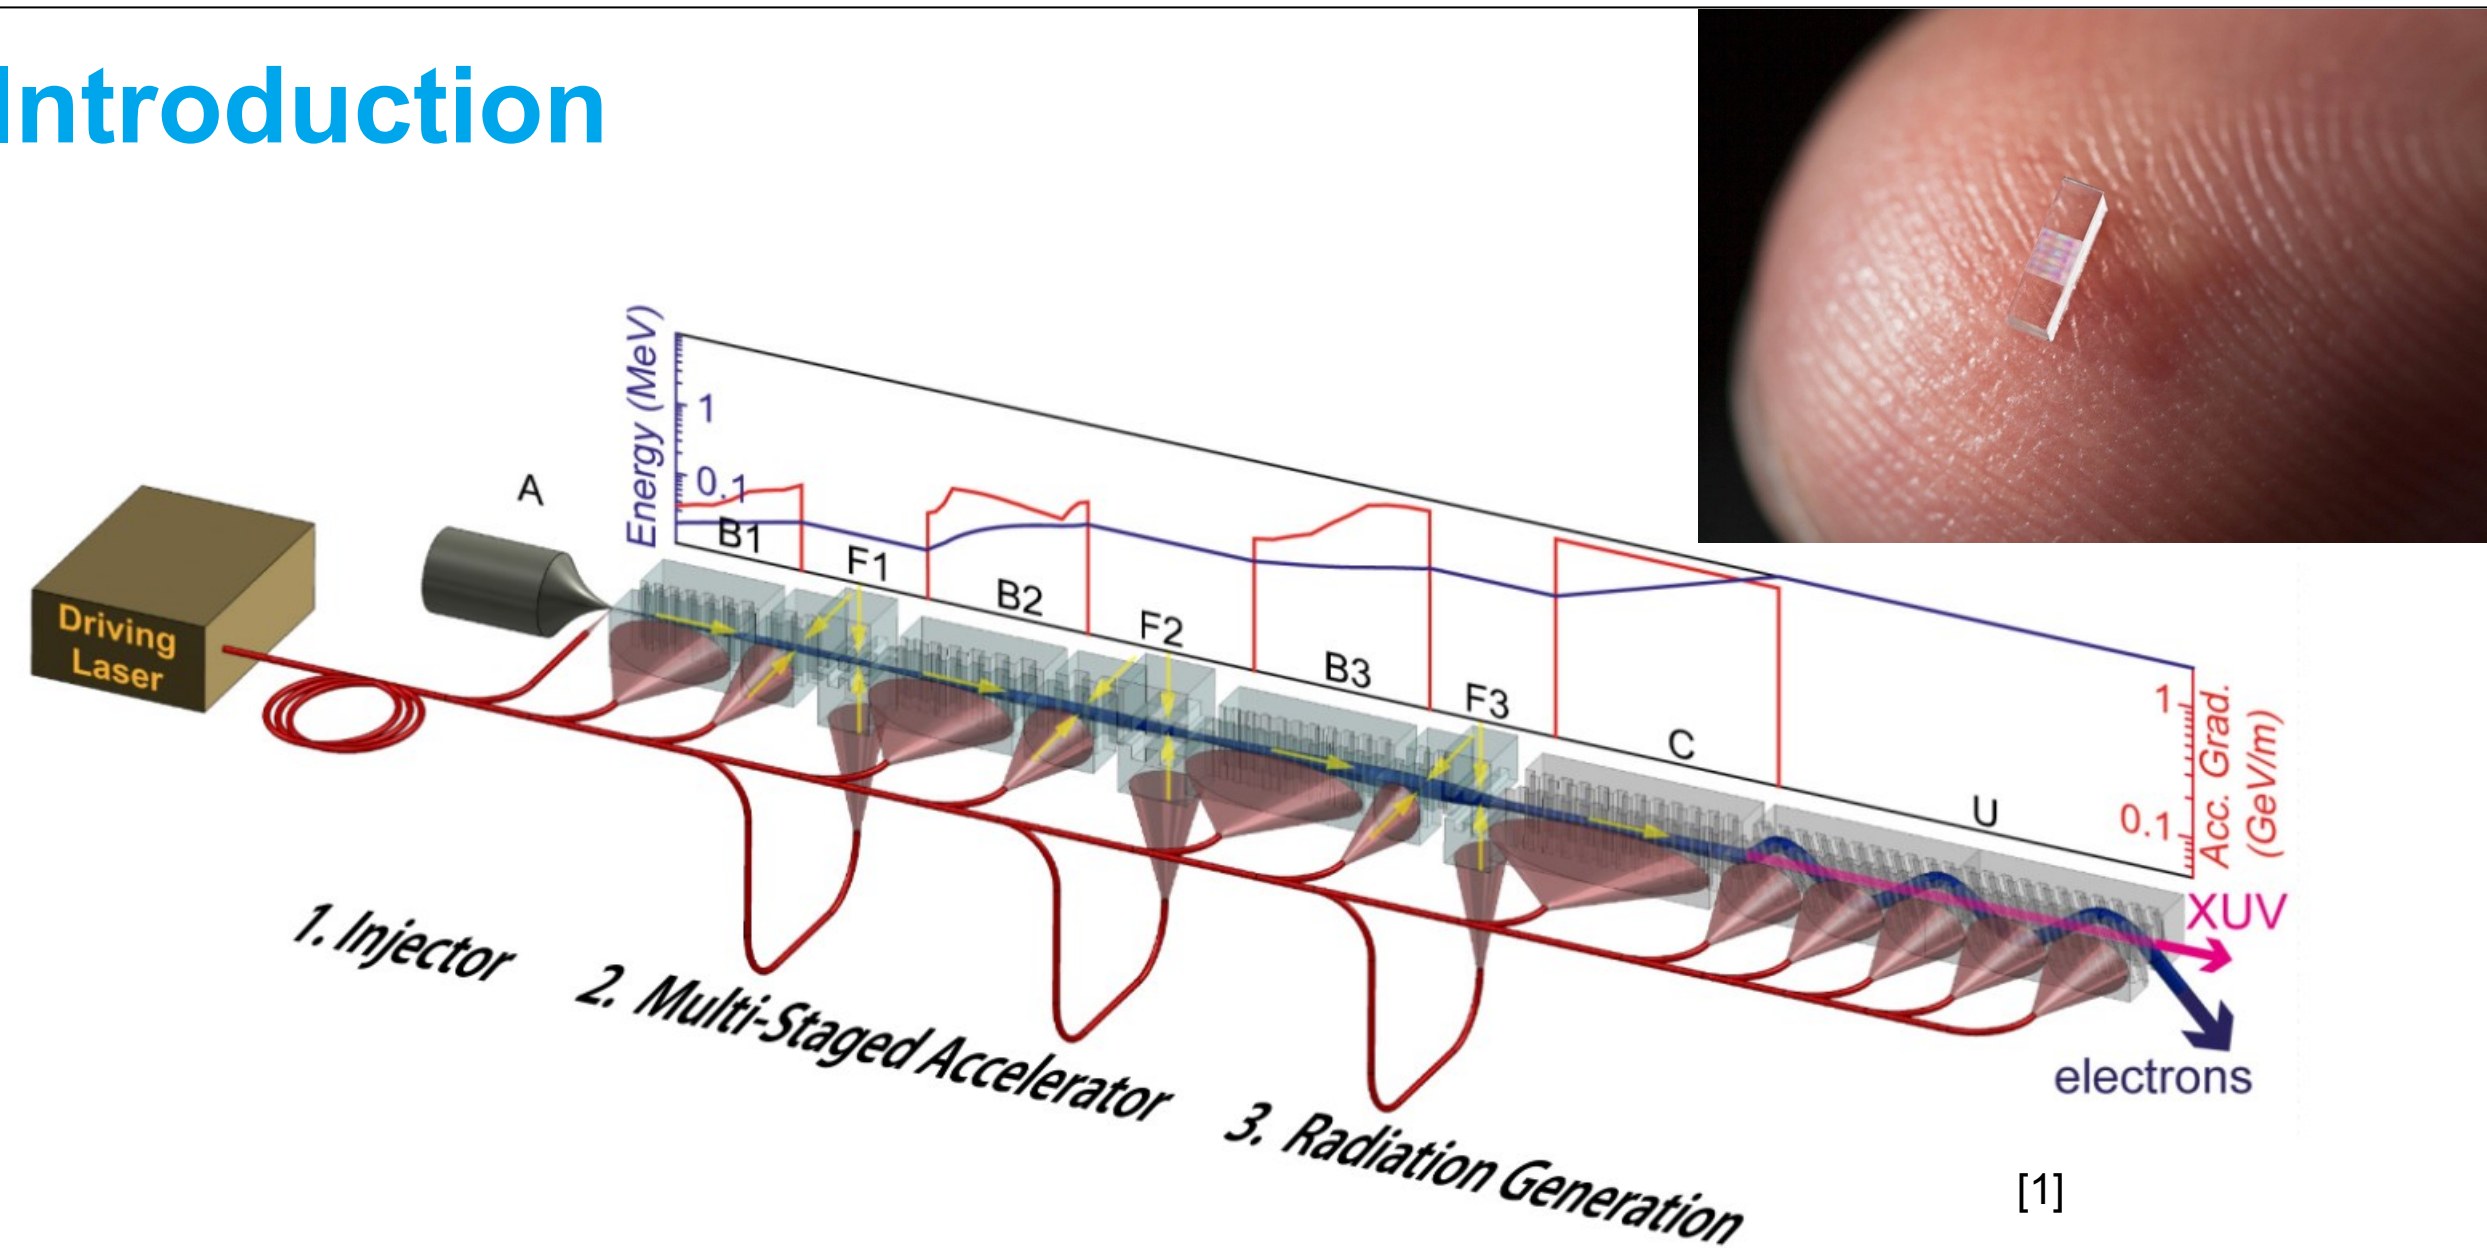 Introduction
Energy (MeV)
1
0.1
A
B1
F1
B2
F2
B3
F3
C
U
Driving
Laser
1
0.1
Acc. Grad.
(GeV/m)
XUV
electrons
1. Injector
2. Multi-Staged Accelerator
3. Radiation Generation
[1]